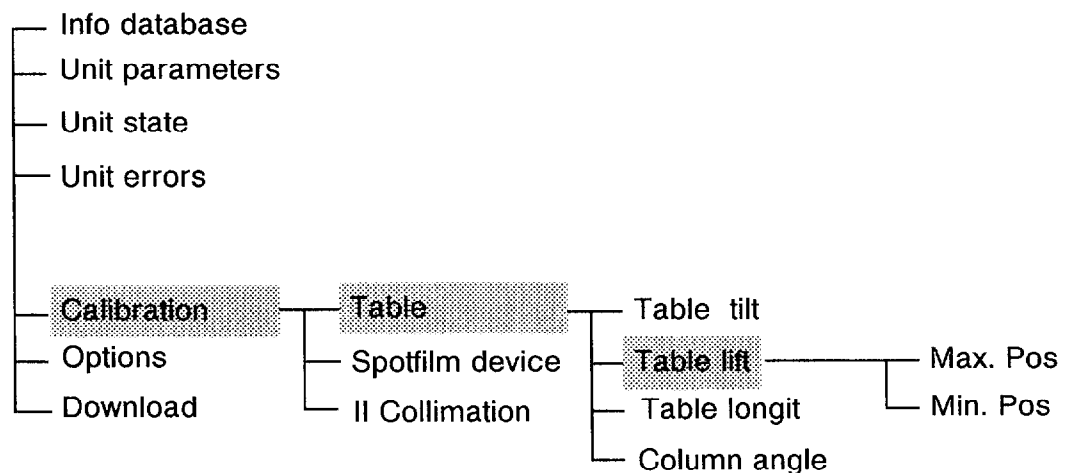 Info database
Unit parameters
Unit state
Unit errors
Calibration
Options
Download
Table
Spotfilm device
II Collimation
Table tilt
Table lift
Table longit
Column angle
Max. Pos
Min. Pos